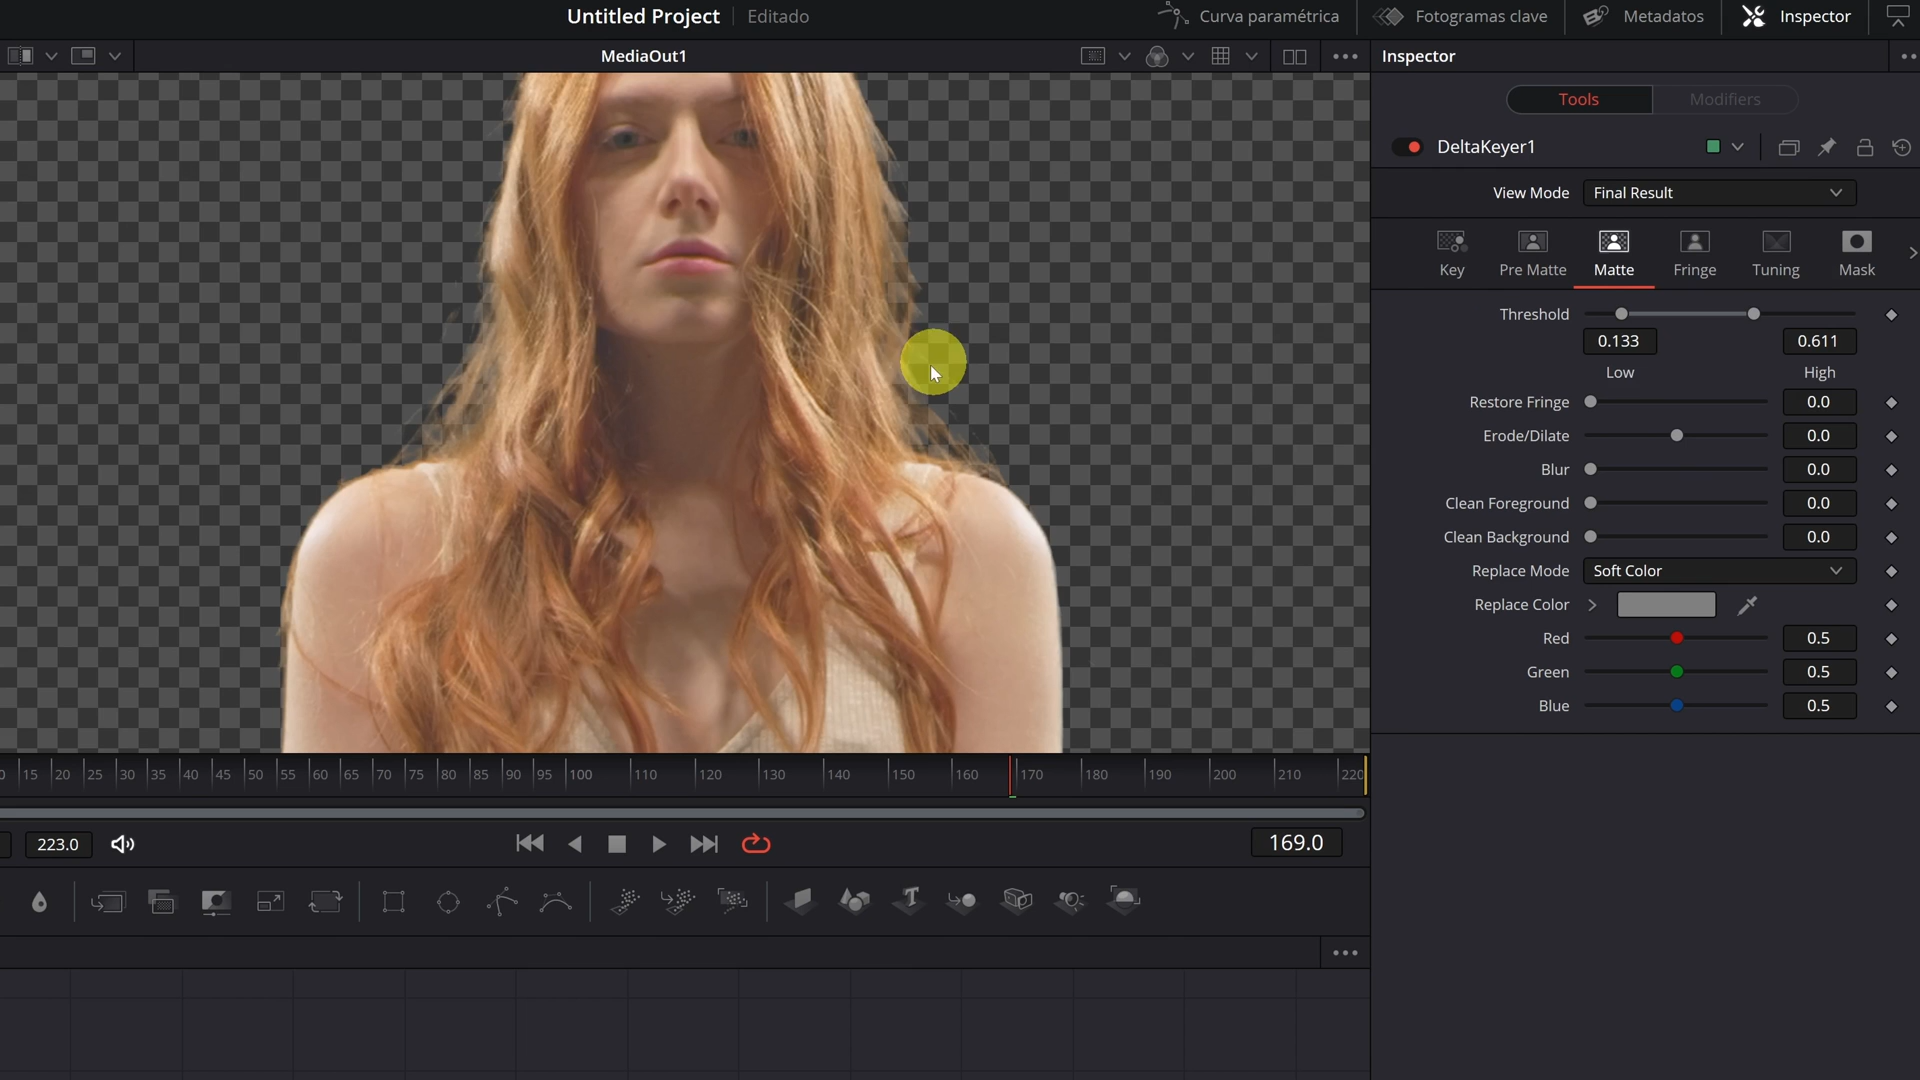 Untitled Project Editado
Curva paramétrica Fotogramas clave Metadatos Inspector
MediaOut1
Inspector
Tools Modifiers
DeltaKeyer1
View Mode Final Result
Key Pre Matte Matte Fringe Tuning Mask
Threshold
0.133 0.611
Low High
Restore Fringe 0.0
Erode/Dilate 0.0
Blur 0.0
Clean Foreground 0.0
Clean Background 0.0
Replace Mode Soft Color
Replace Color
Red 0.5
Green 0.5
Blue 0.5
0 15 20 25 30 35 40 45 50 55 60 65 70 75 80 85 90 95 100 110 120 130 140 150 160 170 180 190 200 210 220
223.0 169.0